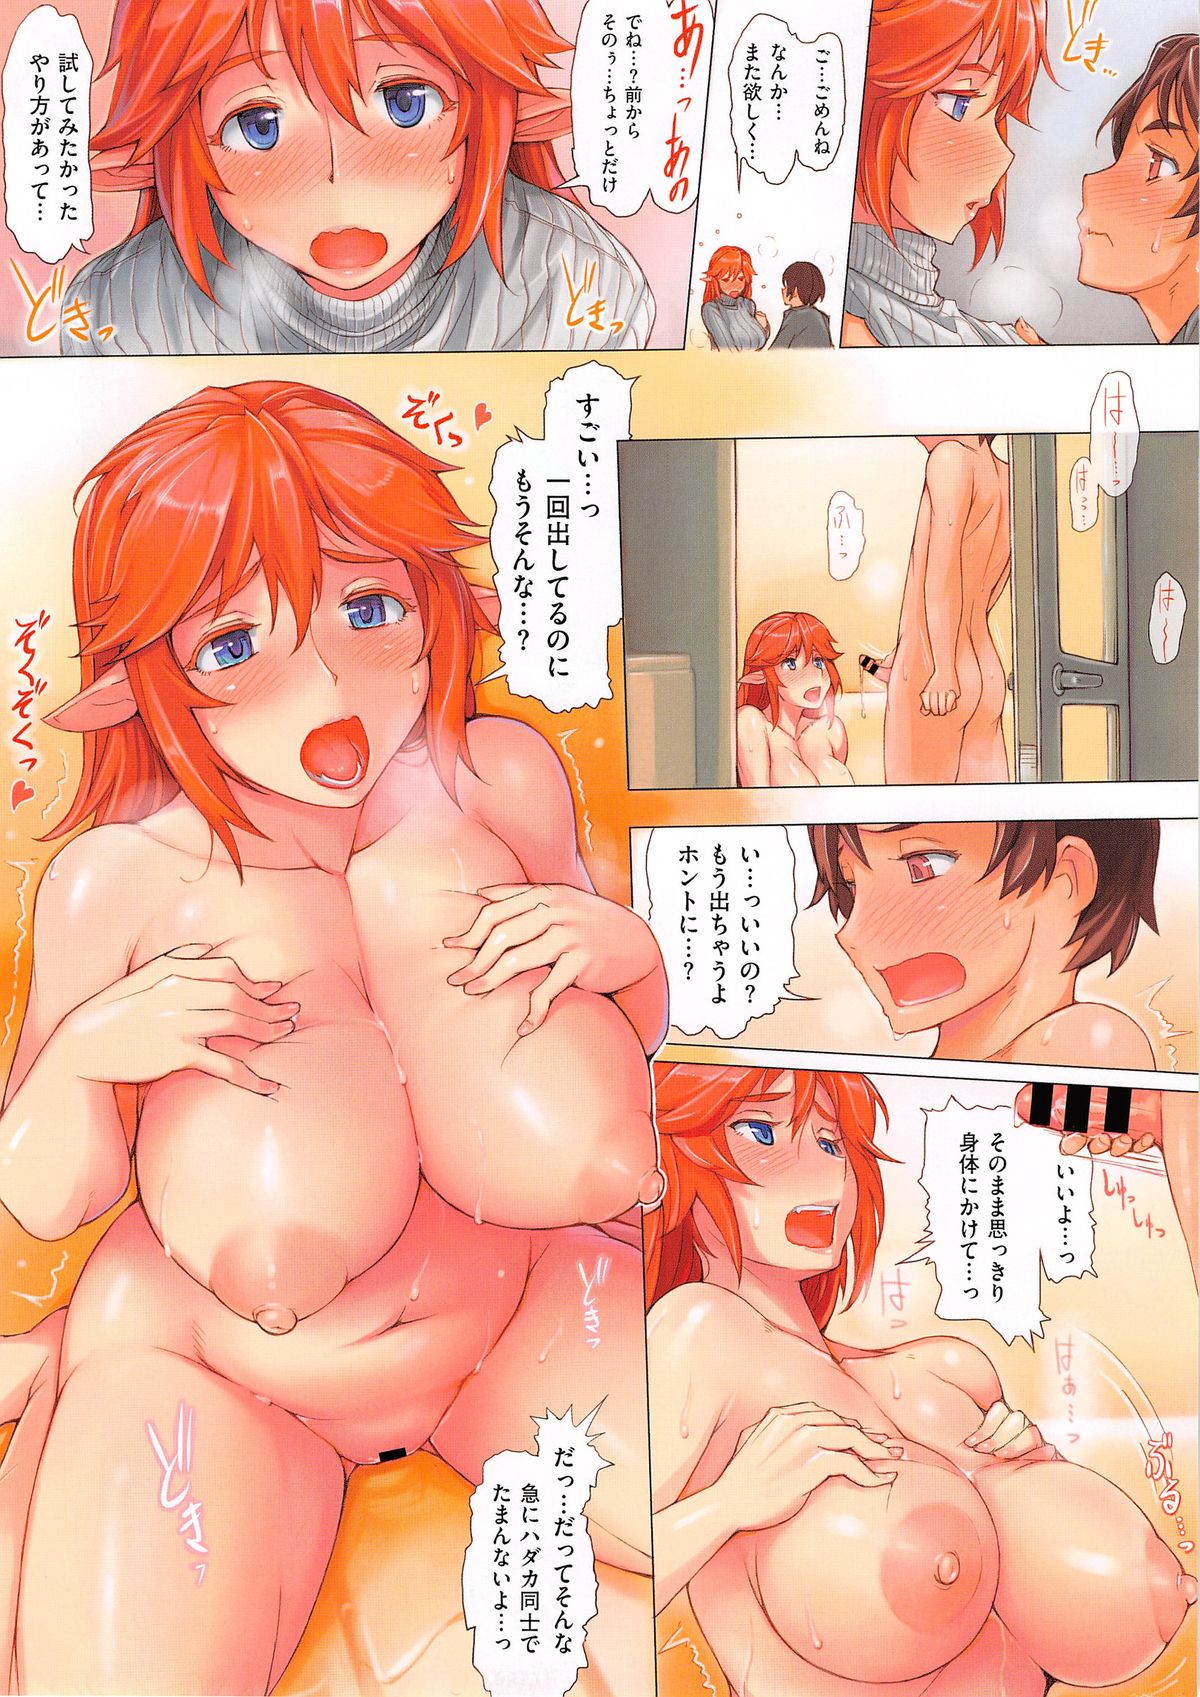 ご…ごめんね
なんか…
また欲しく…
どき…
あ…っあの
でね…？前から
そのぅ…ちょっとだけ
試してみたかった
やり方があって…
どきっ
どきっ
は〜…っ
はっっ…
ふ…っ
は〜っ
すごい…っ
一回出してるのに
もうそんな…？
ぞくっ
ぞくぞくっ
い…っいいの？
もう出ちゃうよ
ホントに…？
だっ…だってそんな
急にハダカ同士で
たまんないよ…っ
どきっ
どきっ
いいよ…っ
そのまま思っきり
身体にかけて…っ
しゅっ
しゅっ
はっ
はぁ…っ
ぶる…っ